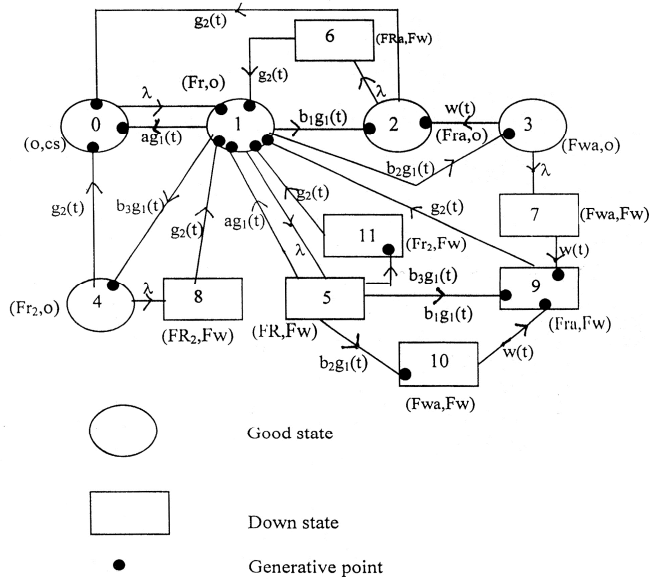 g₂(t)
6
(FRa,Fw)
(Fr,o)
λ
g₂(t)
λ
0
1
b₁g₁(t)
2
w(t)
3
(o,cs)
ag₁(t)
(Fra,o)
(Fwa,o)
b₂g₁(t)
λ
g₂(t)
b₃g₁(t)
g₂(t)
ag₁(t)
g₂(t)
g₂(t)
7
(Fwa,Fw)
λ
11
(Fr₂,Fw)
w(t)
4
λ
8
5
b₃g₁(t)
9
(Fr₂,o)
(FR₂,Fw)
(FR,Fw)
b₁g₁(t)
(Fra,Fw)
b₂g₁(t)
10
w(t)
(Fwa,Fw)
Good state
Down state
Generative point